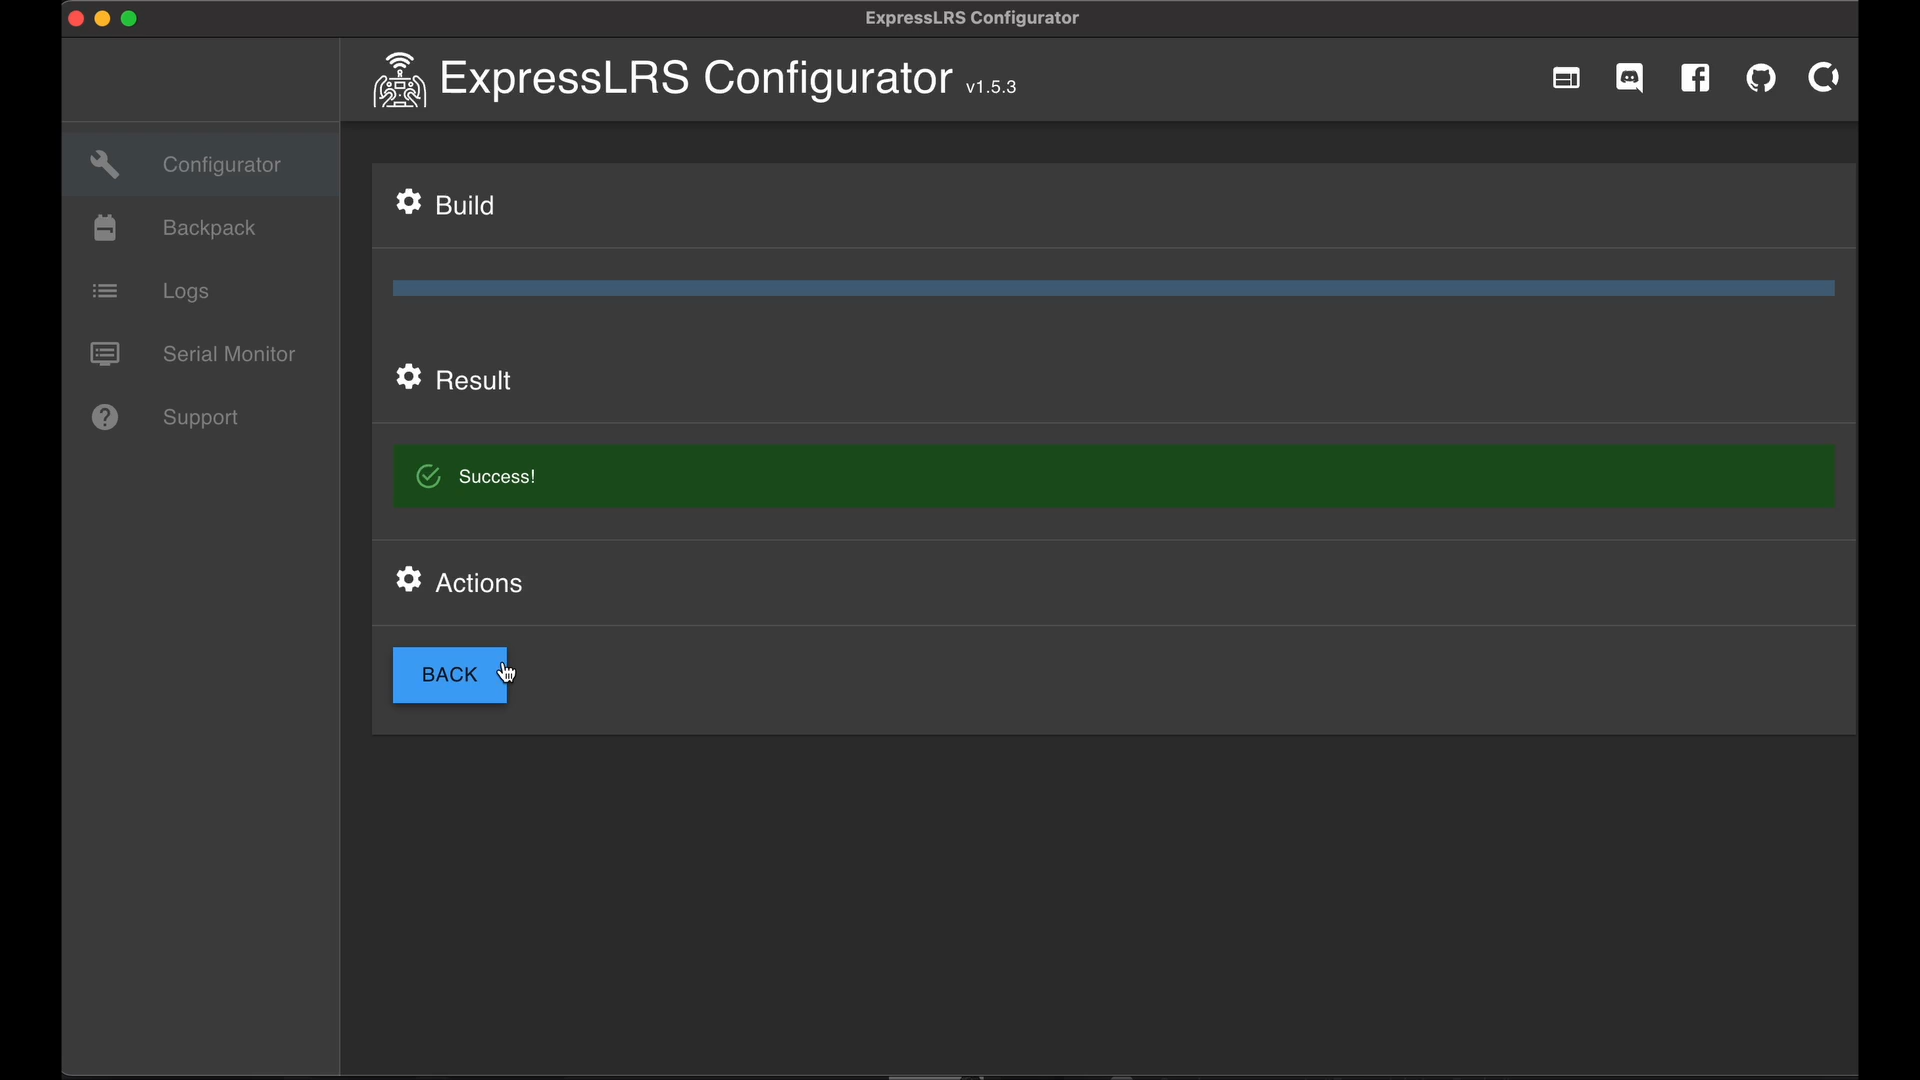 ExpressLRS Configurator
ExpressLRS Configurator v1.5.3
Configurator
Backpack
Logs
Serial Monitor
Support
Build
Result
Success!
Actions
BACK